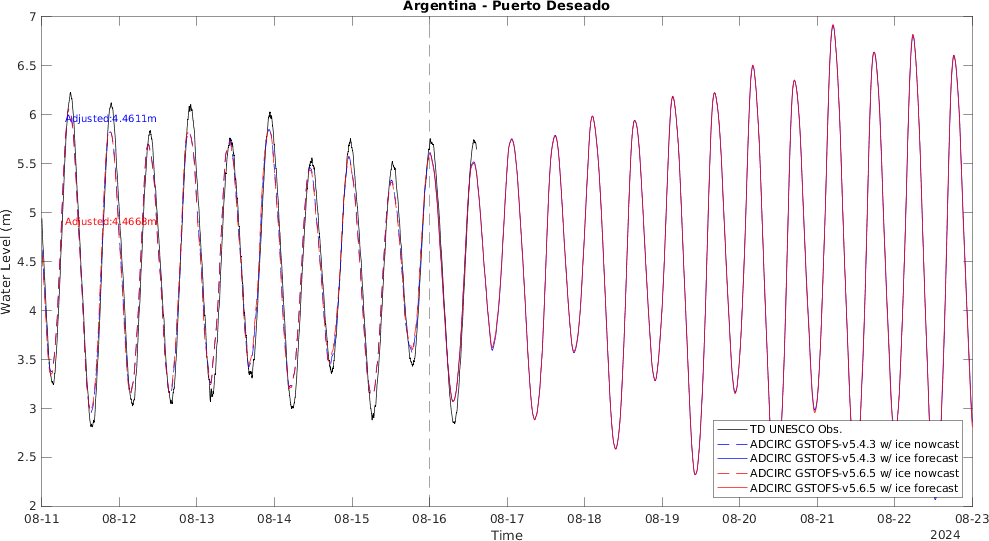 Argentina - Puerto Deseado
7
6.5
6
5.5
5
4.5
4
3.5
3
2.5
2
Water Level (m)
Adjusted:4.4611m
Adjusted:4.4663m
TD UNESCO Obs.
ADCIRC GSTOFS-v5.4.3 w/ ice nowcast
ADCIRC GSTOFS-v5.4.3 w/ ice forecast
ADCIRC GSTOFS-v5.6.5 w/ ice nowcast
ADCIRC GSTOFS-v5.6.5 w/ ice forecast
08-11 08-12 08-13 08-14 08-15 08-16 08-17 08-18 08-19 08-20 08-21 08-22 08-23
Time
2024